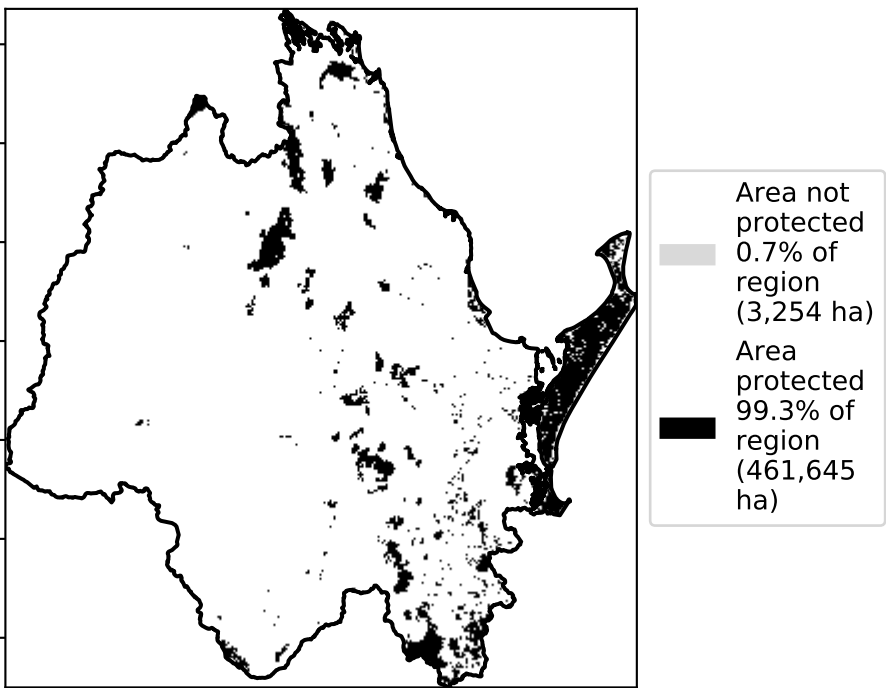 Area not
protected
0.7% of
region
(3,254 ha)
Area
protected
99.3% of
region
(461,645
ha)